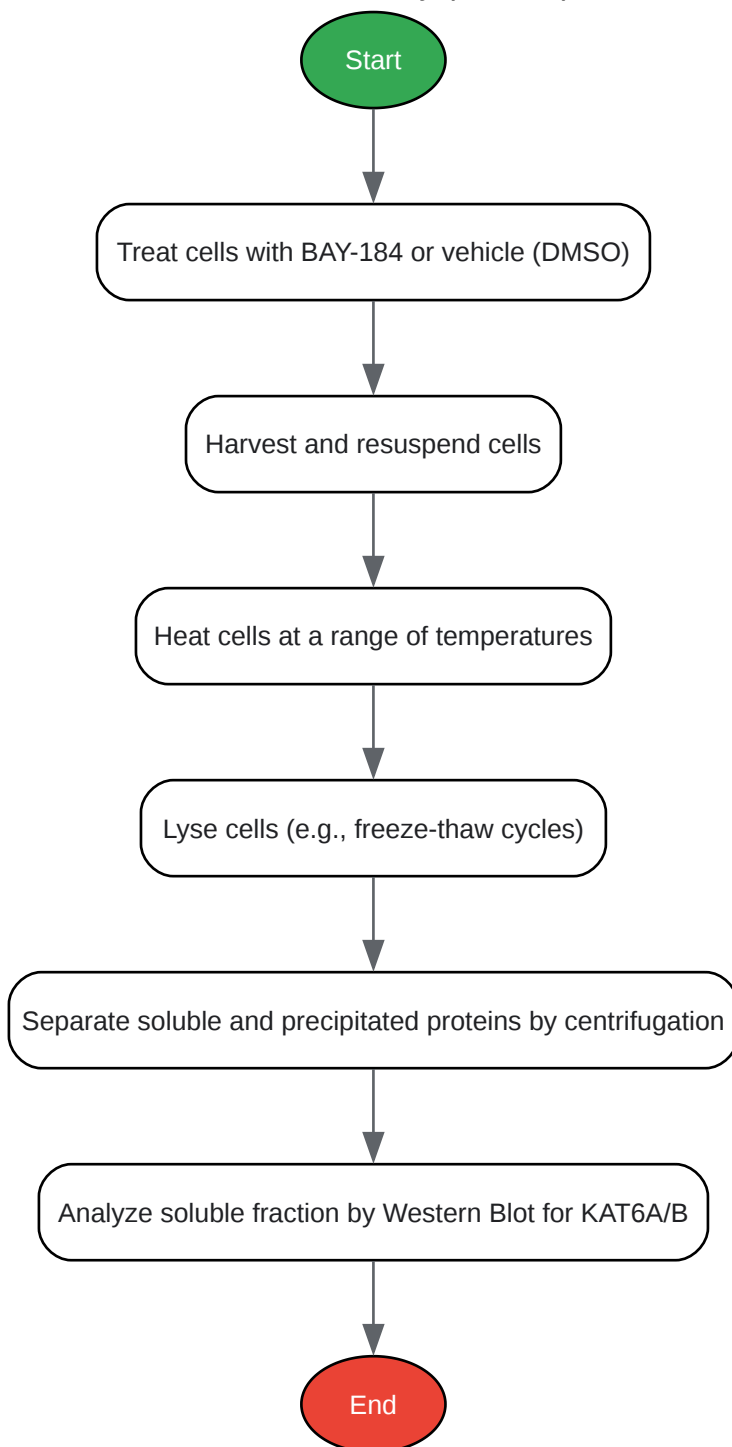 Start
Treat cells with BAY-184 or vehicle (DMSO)
Harvest and resuspend cells
Heat cells at a range of temperatures
Lyse cells (e.g., freeze-thaw cycles)
Separate soluble and precipitated proteins by centrifugation
Analyze soluble fraction by Western Blot for KAT6A/B
End